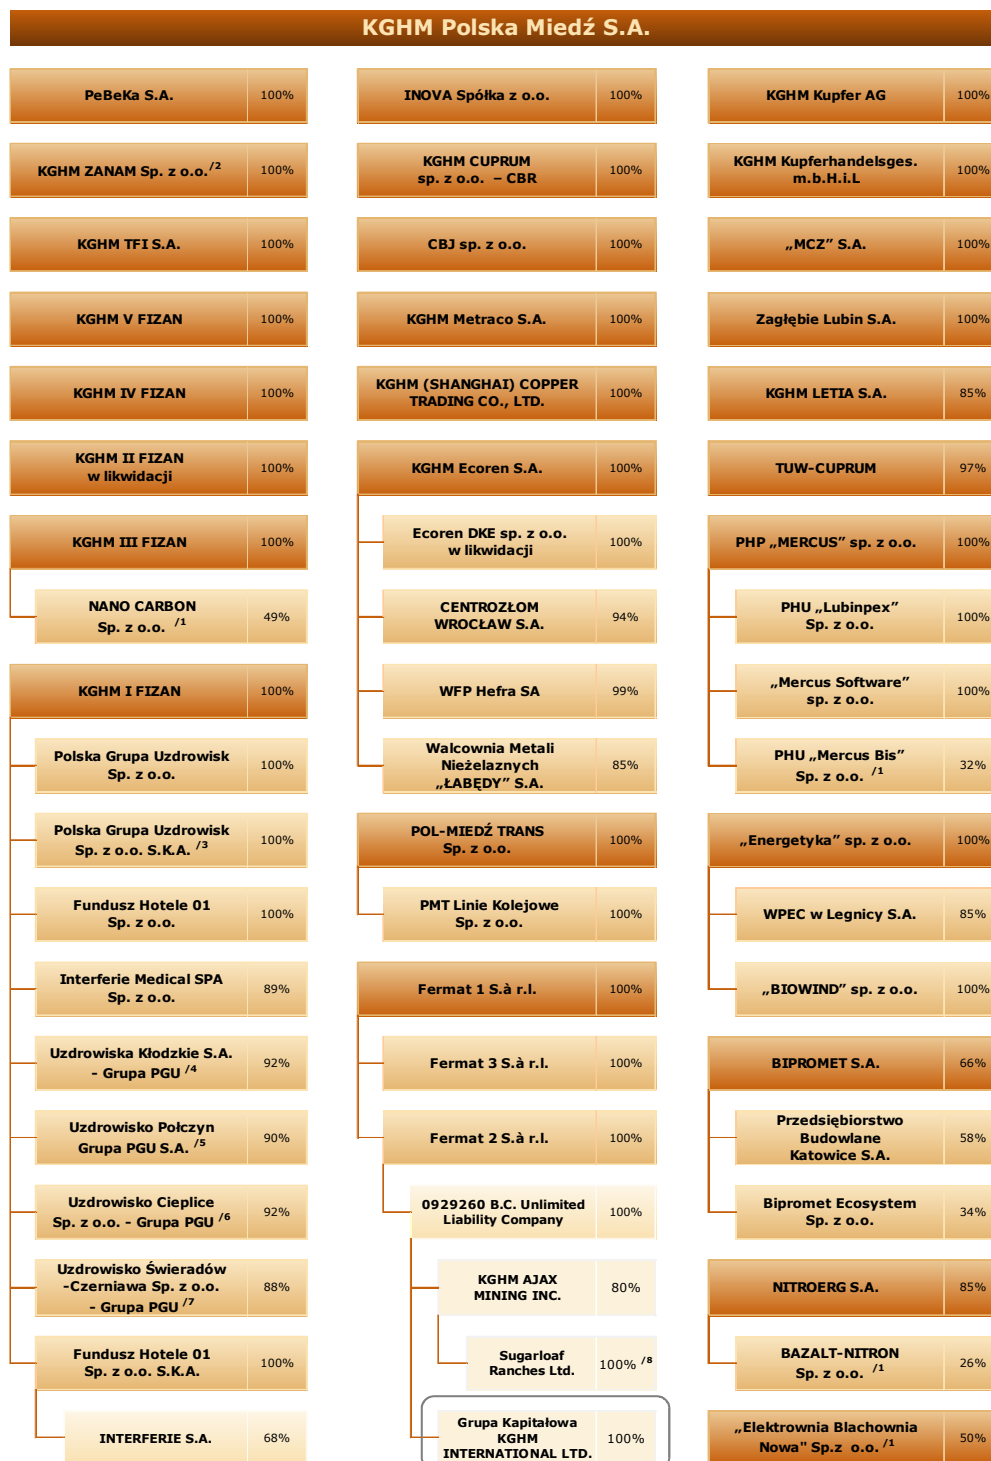 KGHM Polska Miedź S.A.
PeBeKa S.A. 100%
KGHM ZANAM Sp. z o.o. /2 100%
KGHM TFI S.A. 100%
KGHM V FIZAN 100%
KGHM IV FIZAN 100%
KGHM II FIZAN
w likwidacji 100%
KGHM III FIZAN 100%
NANO CARBON
Sp. z o.o. /1 49%
KGHM I FIZAN 100%
Polska Grupa Uzdrowisk
Sp. z o.o. 100%
Polska Grupa Uzdrowisk
Sp. z o.o. S.K.A. /3 100%
Fundusz Hotele 01
Sp. z o.o. 100%
Interferie Medical SPA
Sp. z o.o. 89%
Uzdrowiska Kłodzkie S.A.
- Grupa PGU /4 92%
Uzdrowisko Połczyn
Grupa PGU S.A. /5 90%
Uzdrowisko Cieplice
Sp. z o.o. - Grupa PGU /6 92%
Uzdrowisko Świeradów
-Czerniawa Sp. z o.o.
- Grupa PGU /7 88%
Fundusz Hotele 01
Sp. z o.o. S.K.A. 100%
INTERFERIE S.A. 68%
INOVA Spółka z o.o. 100%
KGHM CUPRUM
sp. z o.o. – CBR 100%
CBJ sp. z o.o. 100%
KGHM Metraco S.A. 100%
KGHM (SHANGHAI) COPPER
TRADING CO., LTD. 100%
KGHM Ecoren S.A. 100%
Ecoren DKE sp. z o.o.
w likwidacji 100%
CENTROZŁOM
WROCŁAW S.A. 94%
WFP Hefra SA 99%
Walcownia Metali
Nieżelaznych
„ŁABĘDY” S.A. 85%
POL-MIEDŹ TRANS
Sp. z o.o. 100%
PMT Linie Kolejowe
Sp. z o.o. 100%
Fermat 1 S.à r.l. 100%
Fermat 3 S.à r.l. 100%
Fermat 2 S.à r.l. 100%
0929260 B.C. Unlimited
Liability Company 100%
KGHM AJAX
MINING INC. 80%
Sugarloaf
Ranches Ltd. 100% /8
Grupa Kapitałowa
KGHM
INTERNATIONAL LTD. 100%
KGHM Kupfer AG 100%
KGHM Kupferhandelsges.
m.b.H.i.L 100%
„MCZ” S.A. 100%
Zagłębie Lubin S.A. 100%
KGHM LETIA S.A. 85%
TUW-CUPRUM 97%
PHP „MERCUS” sp. z o.o. 100%
PHU „Lubinpex”
Sp. z o.o. 100%
„Mercus Software”
sp. z o.o. 100%
PHU „Mercus Bis”
Sp. z o.o. /1 32%
„Energetyka” sp. z o.o. 100%
WPEC w Legnicy S.A. 85%
„BIOWIND” sp. z o.o. 100%
BIPROMET S.A. 66%
Przedsiębiorstwo
Budowlane
Katowice S.A. 58%
Bipromet Ecosystem
Sp. z o.o. 34%
NITROERG S.A. 85%
BAZALT-NITRON
Sp. z o.o. /1 26%
„Elektrownia Blachownia
Nowa" Sp.z o.o. /1 50%